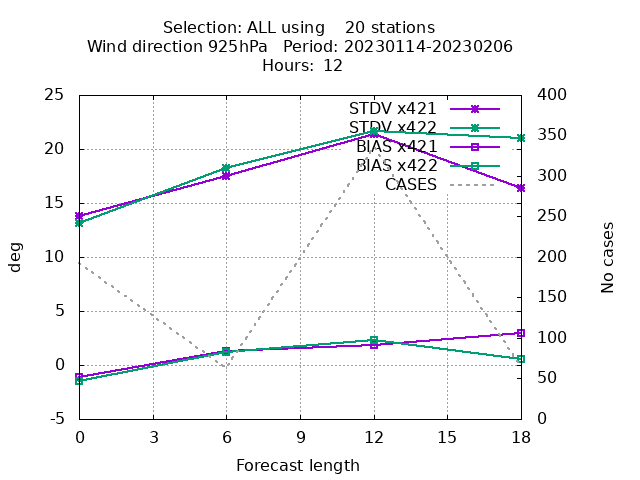 Selection: ALL using    20 stations
Wind direction 925hPa   Period: 20230114-20230206
Hours:  12
25
20
15
10
5
0
-5
400
350
300
250
200
150
100
50
0
STDV x421
STDV x422
BIAS x421
BIAS x422
CASES
deg
No cases
0
3
6
9
12
15
18
Forecast length